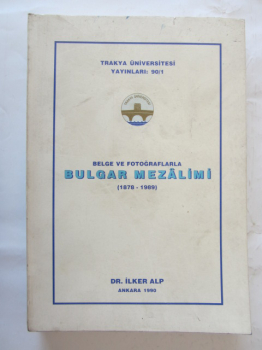 TRAKYA ÜNİVERSİTESİ
YAYINLARI: 90/1
BELGE VE FOTOĞRAFLARLA
BULGAR MEZÂLİMİ
(1878 - 1989)
DR. İLKER ALP
ANKARA 1990